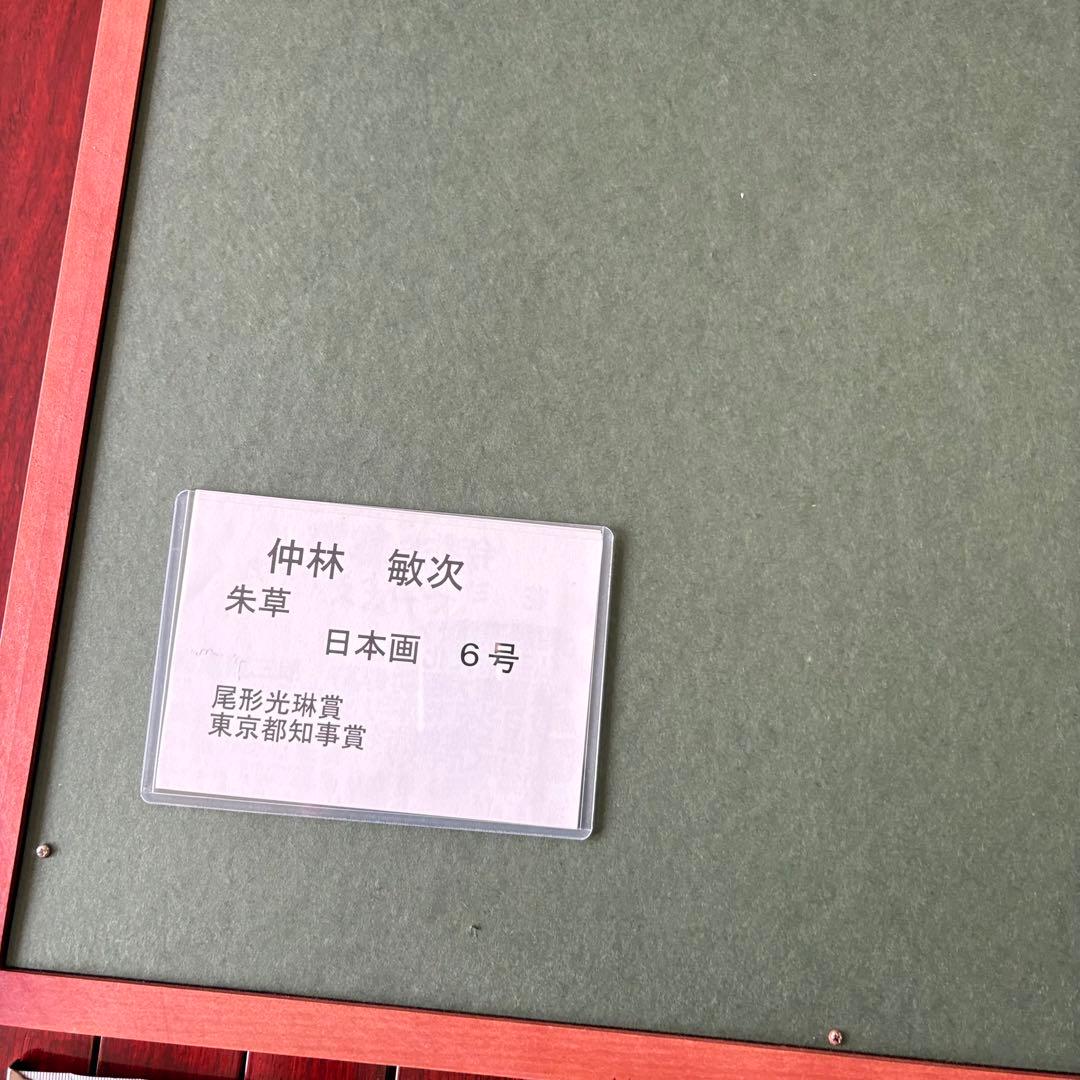 仲林　敏次
朱草
日本画　６号
尾形光琳賞
東京都知事賞